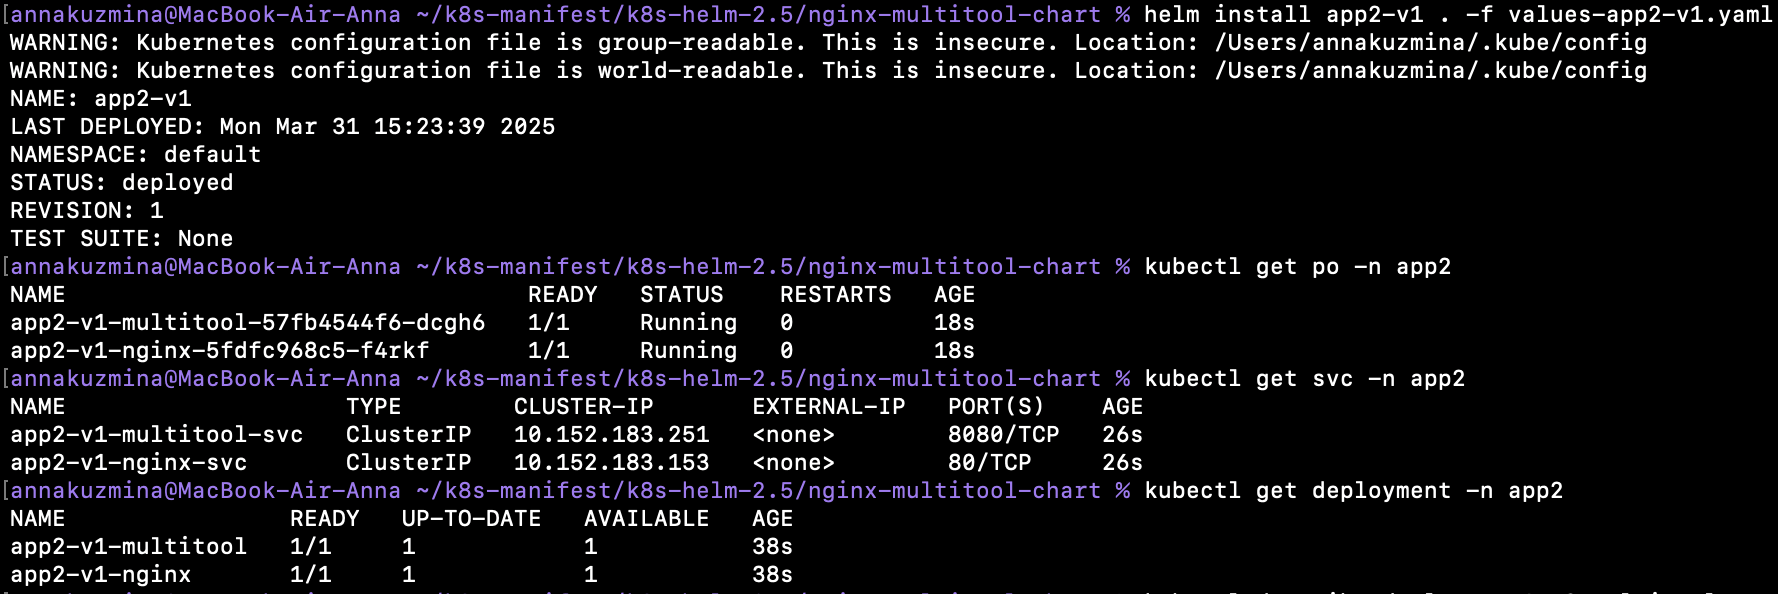 [annakuzmina@MacBook-Air-Anna ~/k8s-manifest/k8s-helm-2.5/nginx-multitool-chart % helm install app2-v1 . -f values-app2-v1.yaml
WARNING: Kubernetes configuration file is group-readable. This is insecure. Location: /Users/annakuzmina/.kube/config
WARNING: Kubernetes configuration file is world-readable. This is insecure. Location: /Users/annakuzmina/.kube/config
NAME: app2-v1
LAST DEPLOYED: Mon Mar 31 15:23:39 2025
NAMESPACE: default
STATUS: deployed
REVISION: 1
TEST SUITE: None
[annakuzmina@MacBook-Air-Anna ~/k8s-manifest/k8s-helm-2.5/nginx-multitool-chart % kubectl get po -n app2
NAME READY STATUS RESTARTS AGE
app2-v1-multitool-57fb4544f6-dcgh6 1/1 Running 0 18s
app2-v1-nginx-5fdfc968c5-f4rkf 1/1 Running 0 18s
[annakuzmina@MacBook-Air-Anna ~/k8s-manifest/k8s-helm-2.5/nginx-multitool-chart % kubectl get svc -n app2
NAME TYPE CLUSTER-IP EXTERNAL-IP PORT(S) AGE
app2-v1-multitool-svc ClusterIP 10.152.183.251 <none> 8080/TCP 26s
app2-v1-nginx-svc ClusterIP 10.152.183.153 <none> 80/TCP 26s
[annakuzmina@MacBook-Air-Anna ~/k8s-manifest/k8s-helm-2.5/nginx-multitool-chart % kubectl get deployment -n app2
NAME READY UP-TO-DATE AVAILABLE AGE
app2-v1-multitool 1/1 1 1 38s
app2-v1-nginx 1/1 1 1 38s